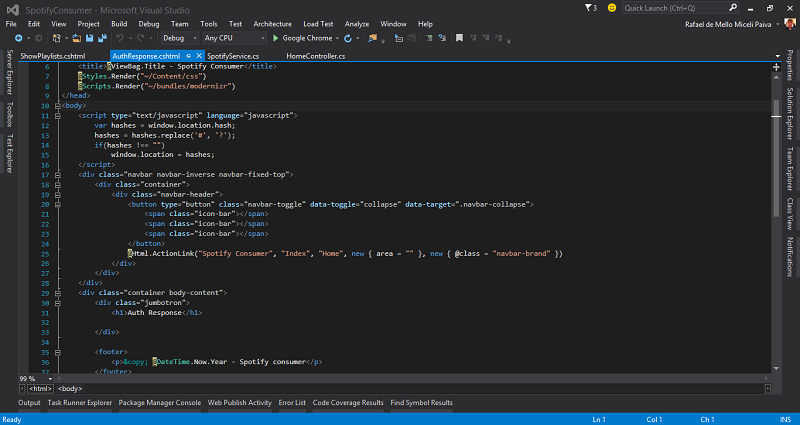 SpotifyConsumer - Microsoft Visual Studio
3
Quick Launch (Ctrl+Q)
File Edit View Project Build Debug Team Tools Test Architecture Load Test Analyze Window Help
Rafael de Mello Miceli Paiva
Debug Any CPU Google Chrome
ShowPlaylists.cshtml AuthResponse.cshtml SpotifyService.cs HomeController.cs
6 <title>@ViewBag.Title - Spotify Consumer</title>
7 @Styles.Render("~/Content/css")
8 @Scripts.Render("~/bundles/modernizr")
9 </head>
10 <body>
11 <script type="text/javascript" language="javascript">
12 var hashes = window.location.hash;
13 hashes = hashes.replace('#', '?');
14 if(hashes !== "")
15 window.location = hashes;
16 </script>
17 <div class="navbar navbar-inverse navbar-fixed-top">
18 <div class="container">
19 <div class="navbar-header">
20 <button type="button" class="navbar-toggle" data-toggle="collapse" data-target=".navbar-collapse">
21 <span class="icon-bar"></span>
22 <span class="icon-bar"></span>
23 <span class="icon-bar"></span>
24 </button>
25 @Html.ActionLink("Spotify Consumer", "Index", "Home", new { area = "" }, new { @class = "navbar-brand" })
26 </div>
27 </div>
28 </div>
29 <div class="container body-content">
30 <div class="jumbotron">
31 <h1>Auth Response</h1>
32
33 </div>
34
35 <footer>
36 <p>&copy; @DateTime.Now.Year - Spotify consumer</p>
37 </footer>
99 %
<html> <body>
Output Task Runner Explorer Package Manager Console Web Publish Activity Error List Code Coverage Results Find Symbol Results
Ready Ln 1 Col 1 Ch 1 INS
Server Explorer
Toolbox
Test Explorer
Properties
Solution Explorer
Team Explorer
Class View
Notifications